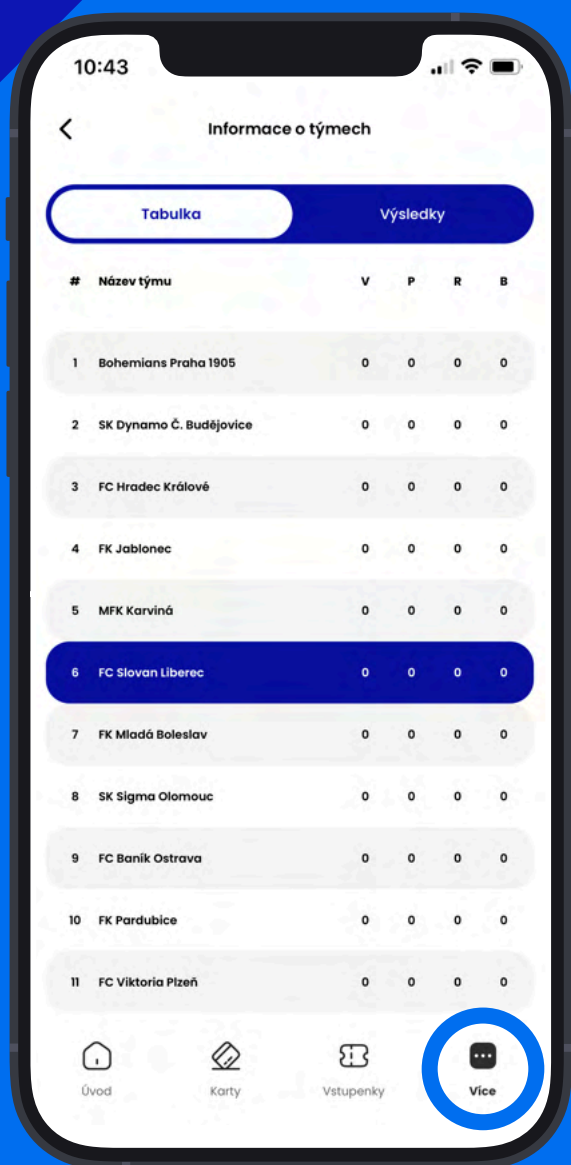 10:43
Informace o týmech
Tabulka Výsledky
# Název týmu V P R B
1 Bohemians Praha 1905 0 0 0 0
2 SK Dynamo Č. Budějovice 0 0 0 0
3 FC Hradec Králové 0 0 0 0
4 FK Jablonec 0 0 0 0
5 MFK Karviná 0 0 0 0
6 FC Slovan Liberec 0 0 0 0
7 FK Mladá Boleslav 0 0 0 0
8 SK Sigma Olomouc 0 0 0 0
9 FC Baník Ostrava 0 0 0 0
10 FK Pardubice 0 0 0 0
11 FC Viktoria Plzeň 0 0 0 0
Úvod Karty Vstupenky Více